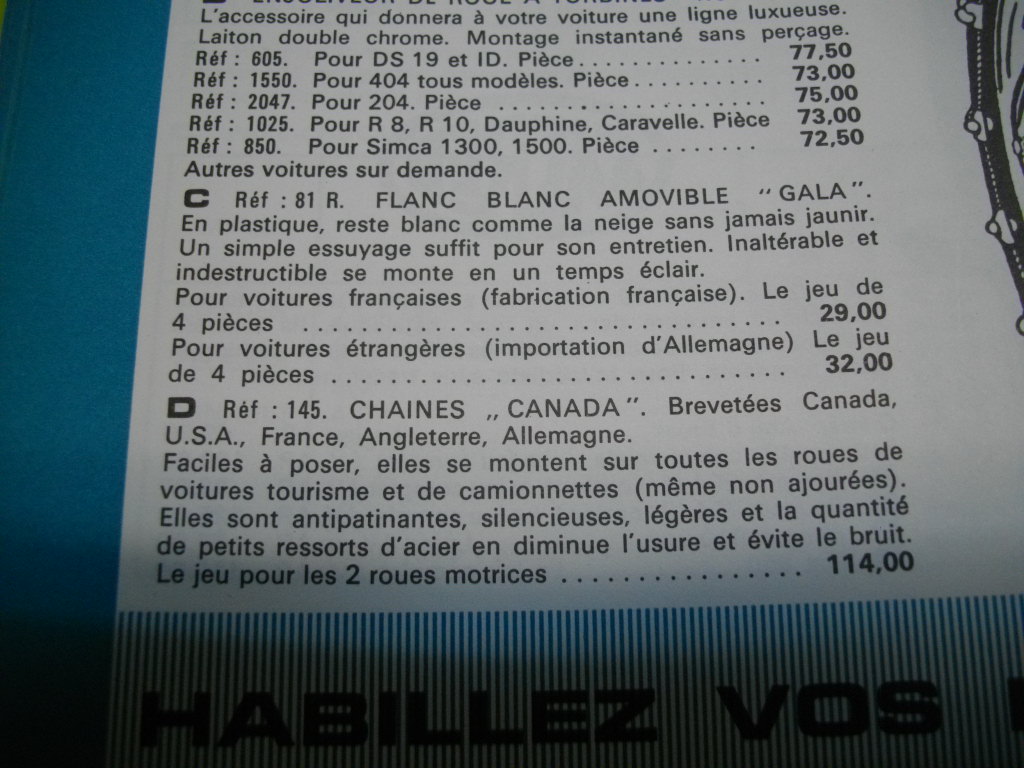 ENJOLIVEUR DE ROUE A TURBINES
L'accessoire qui donnera à votre voiture une ligne luxueuse.
Laiton double chrome. Montage instantané sans perçage.
Réf : 605. Pour DS 19 et ID. Pièce . . . . . . . . . . . . . . 77,50
Réf : 1550. Pour 404 tous modèles. Pièce . . . . . . . . . . 73,00
Réf : 2047. Pour 204. Pièce . . . . . . . . . . . . . . . . . . . . 75,00
Réf : 1025. Pour R 8, R 10, Dauphine, Caravelle. Pièce 73,00
Réf : 850. Pour Simca 1300, 1500. Pièce . . . . . . . . 72,50
Autres voitures sur demande.
C Réf : 81 R. FLANC BLANC AMOVIBLE "GALA".
En plastique, reste blanc comme la neige sans jamais jaunir.
Un simple essuyage suffit pour son entretien. Inaltérable et
indestructible se monte en un temps éclair.
Pour voitures françaises (fabrication française). Le jeu de
4 pièces . . . . . . . . . . . . . . . . . . . . . . . . . . . . . . . 29,00
Pour voitures étrangères (importation d'Allemagne) Le jeu
de 4 pièces . . . . . . . . . . . . . . . . . . . . . . . . . . . . . 32,00
D Réf : 145. CHAINES „CANADA". Brevetées Canada,
U.S.A., France, Angleterre, Allemagne.
Faciles à poser, elles se montent sur toutes les roues de
voitures tourisme et de camionnettes (même non ajourées).
Elles sont antipatinantes, silencieuses, légères et la quantité
de petits ressorts d'acier en diminue l'usure et évite le bruit.
Le jeu pour les 2 roues motrices . . . . . . . . . . . . . . . . 114,00
HABILLEZ VOS